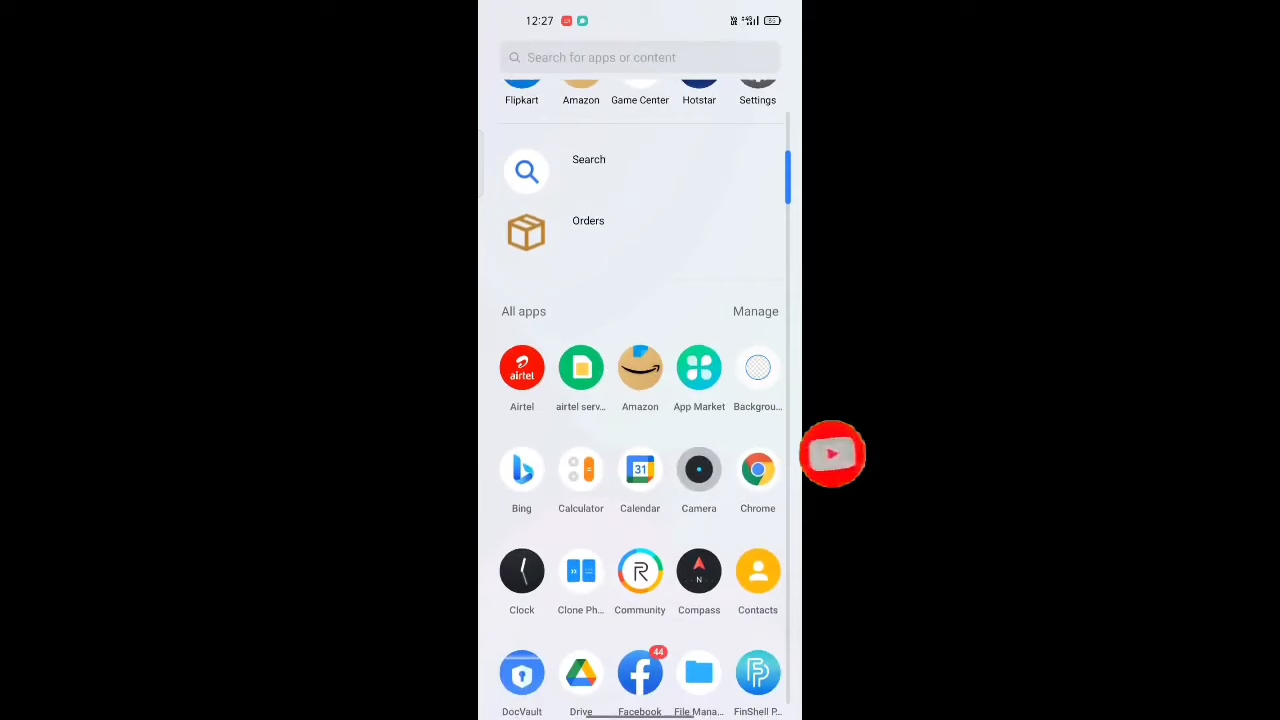 12:27
Search for apps or content
Flipkart Amazon Game Center Hotstar Settings
Search
Orders
All apps Manage
airtel 31 N
Airtel airtel serv... Amazon App Market Backgrou...
Bing Calculator Calendar Camera Chrome
Clock Clone Ph... Community Compass Contacts
44
DocVault Drive Facebook File Mana... FinShell P...